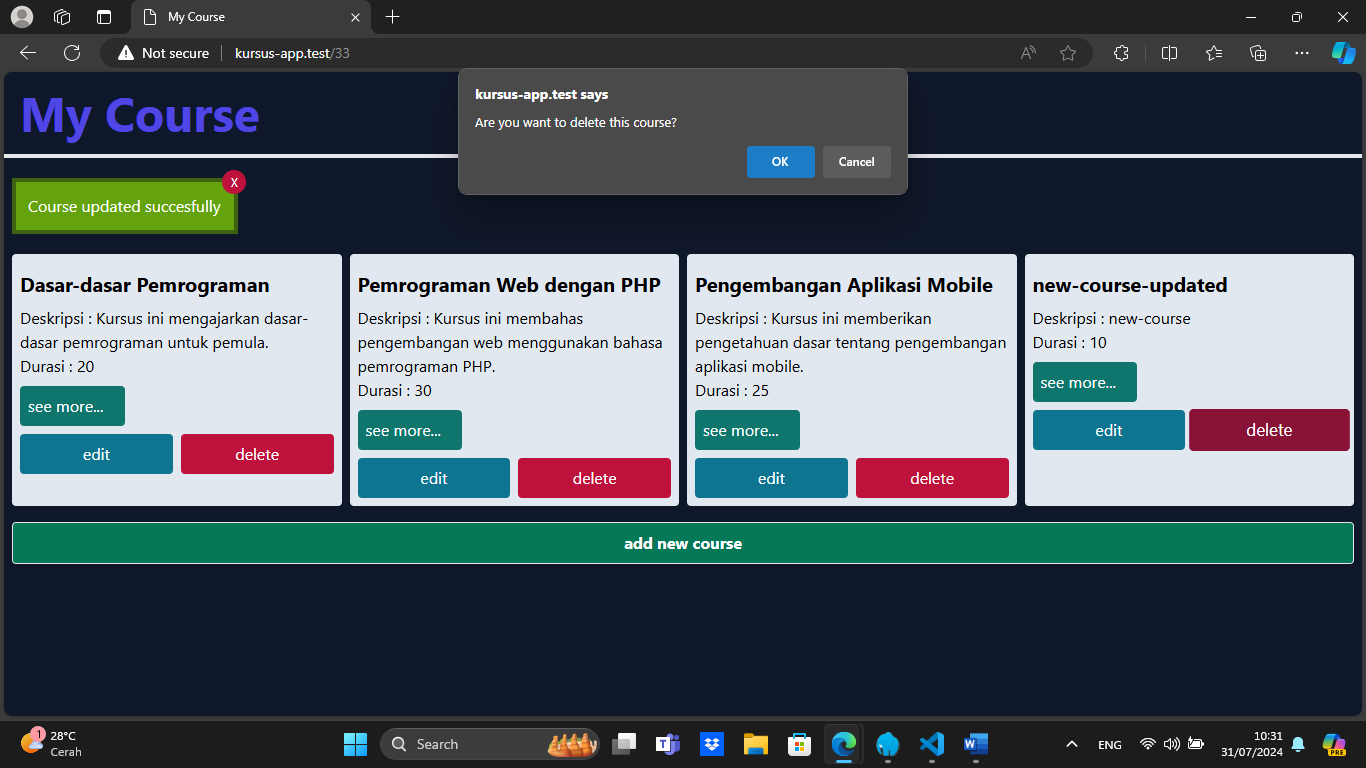 My Course
Not secure
kursus-app.test/33
kursus-app.test says
Are you want to delete this course?
OK
Cancel
My Course
Course updated succesfully
X
Dasar-dasar Pemrograman
Deskripsi : Kursus ini mengajarkan dasar-
dasar pemrograman untuk pemula.
Durasi : 20
see more...
edit
delete
Pemrograman Web dengan PHP
Deskripsi : Kursus ini membahas
pengembangan web menggunakan bahasa
pemrograman PHP.
Durasi : 30
see more...
edit
delete
Pengembangan Aplikasi Mobile
Deskripsi : Kursus ini memberikan
pengetahuan dasar tentang pengembangan
aplikasi mobile.
Durasi : 25
see more...
edit
delete
new-course-updated
Deskripsi : new-course
Durasi : 10
see more...
edit
delete
add new course
1
28°C
Cerah
Search
ENG
10:31
31/07/2024
PRE